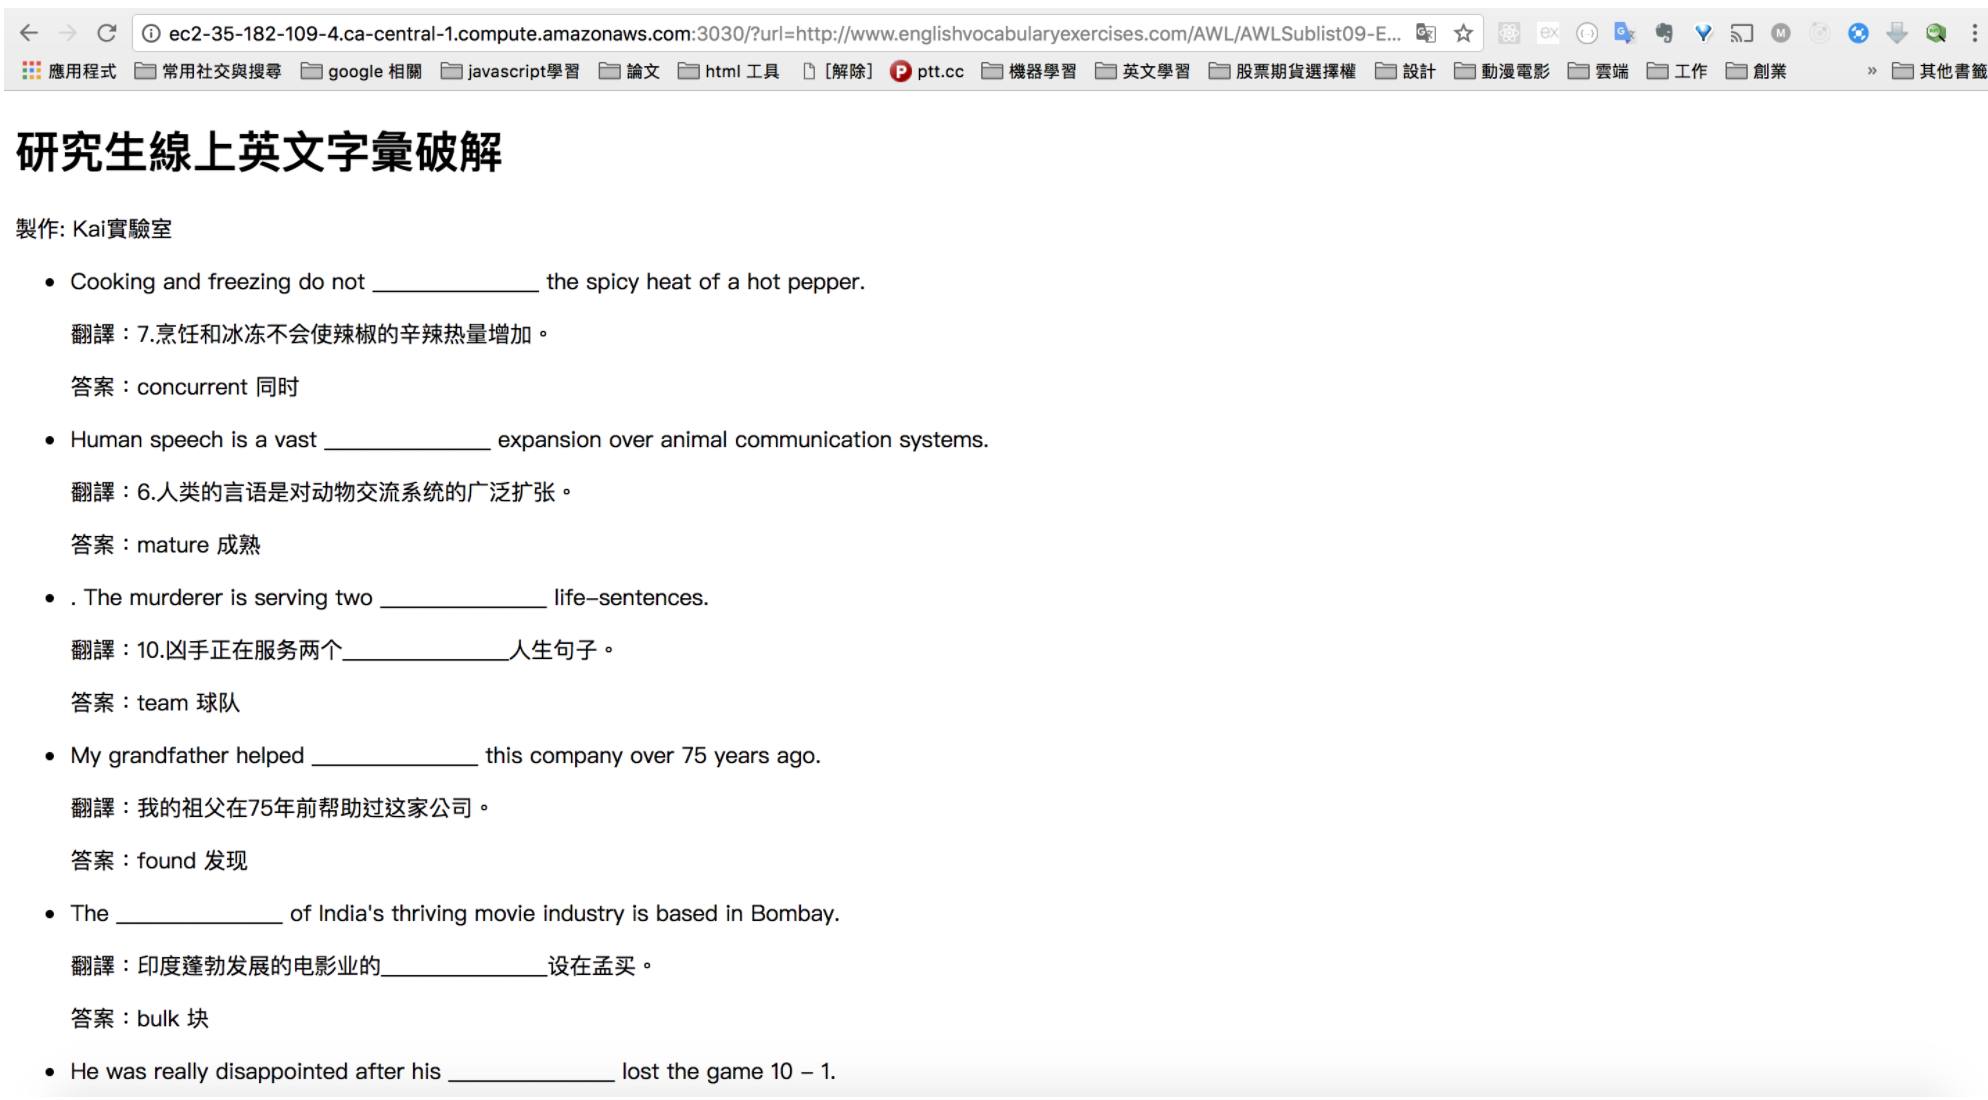 ec2-35-182-109-4.ca-central-1.compute.amazonaws.com:3030/?url=http://www.englishvocabularyexercises.com/AWL/AWLSublist09-E...
應用程式 常用社交與搜尋 google 相關 javascript學習 論文 html 工具 [解除] ptt.cc 機器學習 英文學習 股票期貨選擇權 設計 動漫電影 雲端 工作 創業 » 其他書籤
研究生線上英文字彙破解
製作: Kai實驗室
• Cooking and freezing do not _______________ the spicy heat of a hot pepper.
翻譯：7.烹饪和冰冻不会使辣椒的辛辣热量增加。
答案：concurrent 同时
• Human speech is a vast _______________ expansion over animal communication systems.
翻譯：6.人类的言语是对动物交流系统的广泛扩张。
答案：mature 成熟
• . The murderer is serving two _______________ life–sentences.
翻譯：10.凶手正在服务两个_______________人生句子。
答案：team 球队
• My grandfather helped _______________ this company over 75 years ago.
翻譯：我的祖父在75年前帮助过这家公司。
答案：found 发现
• The _______________ of India's thriving movie industry is based in Bombay.
翻譯：印度蓬勃发展的电影业的_______________设在孟买。
答案：bulk 块
• He was really disappointed after his _______________ lost the game 10 – 1.